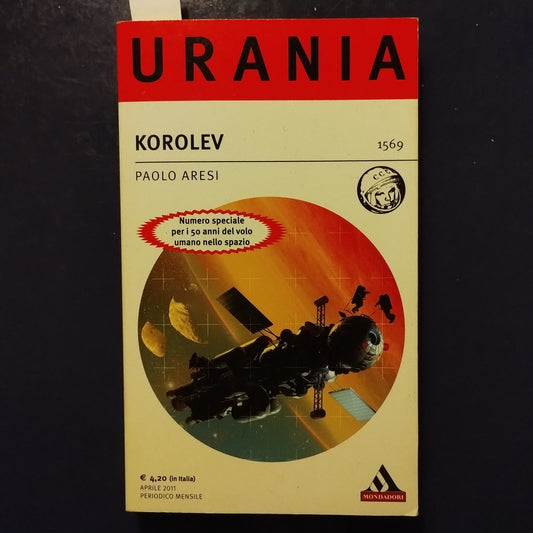 URANIA
KOROLEV
1569
PAOLO ARESI
CCC
Numero speciale
per i 50 anni del volo
umano nello spazio
€ 4,20 (in Italia)
APRILE 2011
PERIODICO MENSILE
MONDADORI